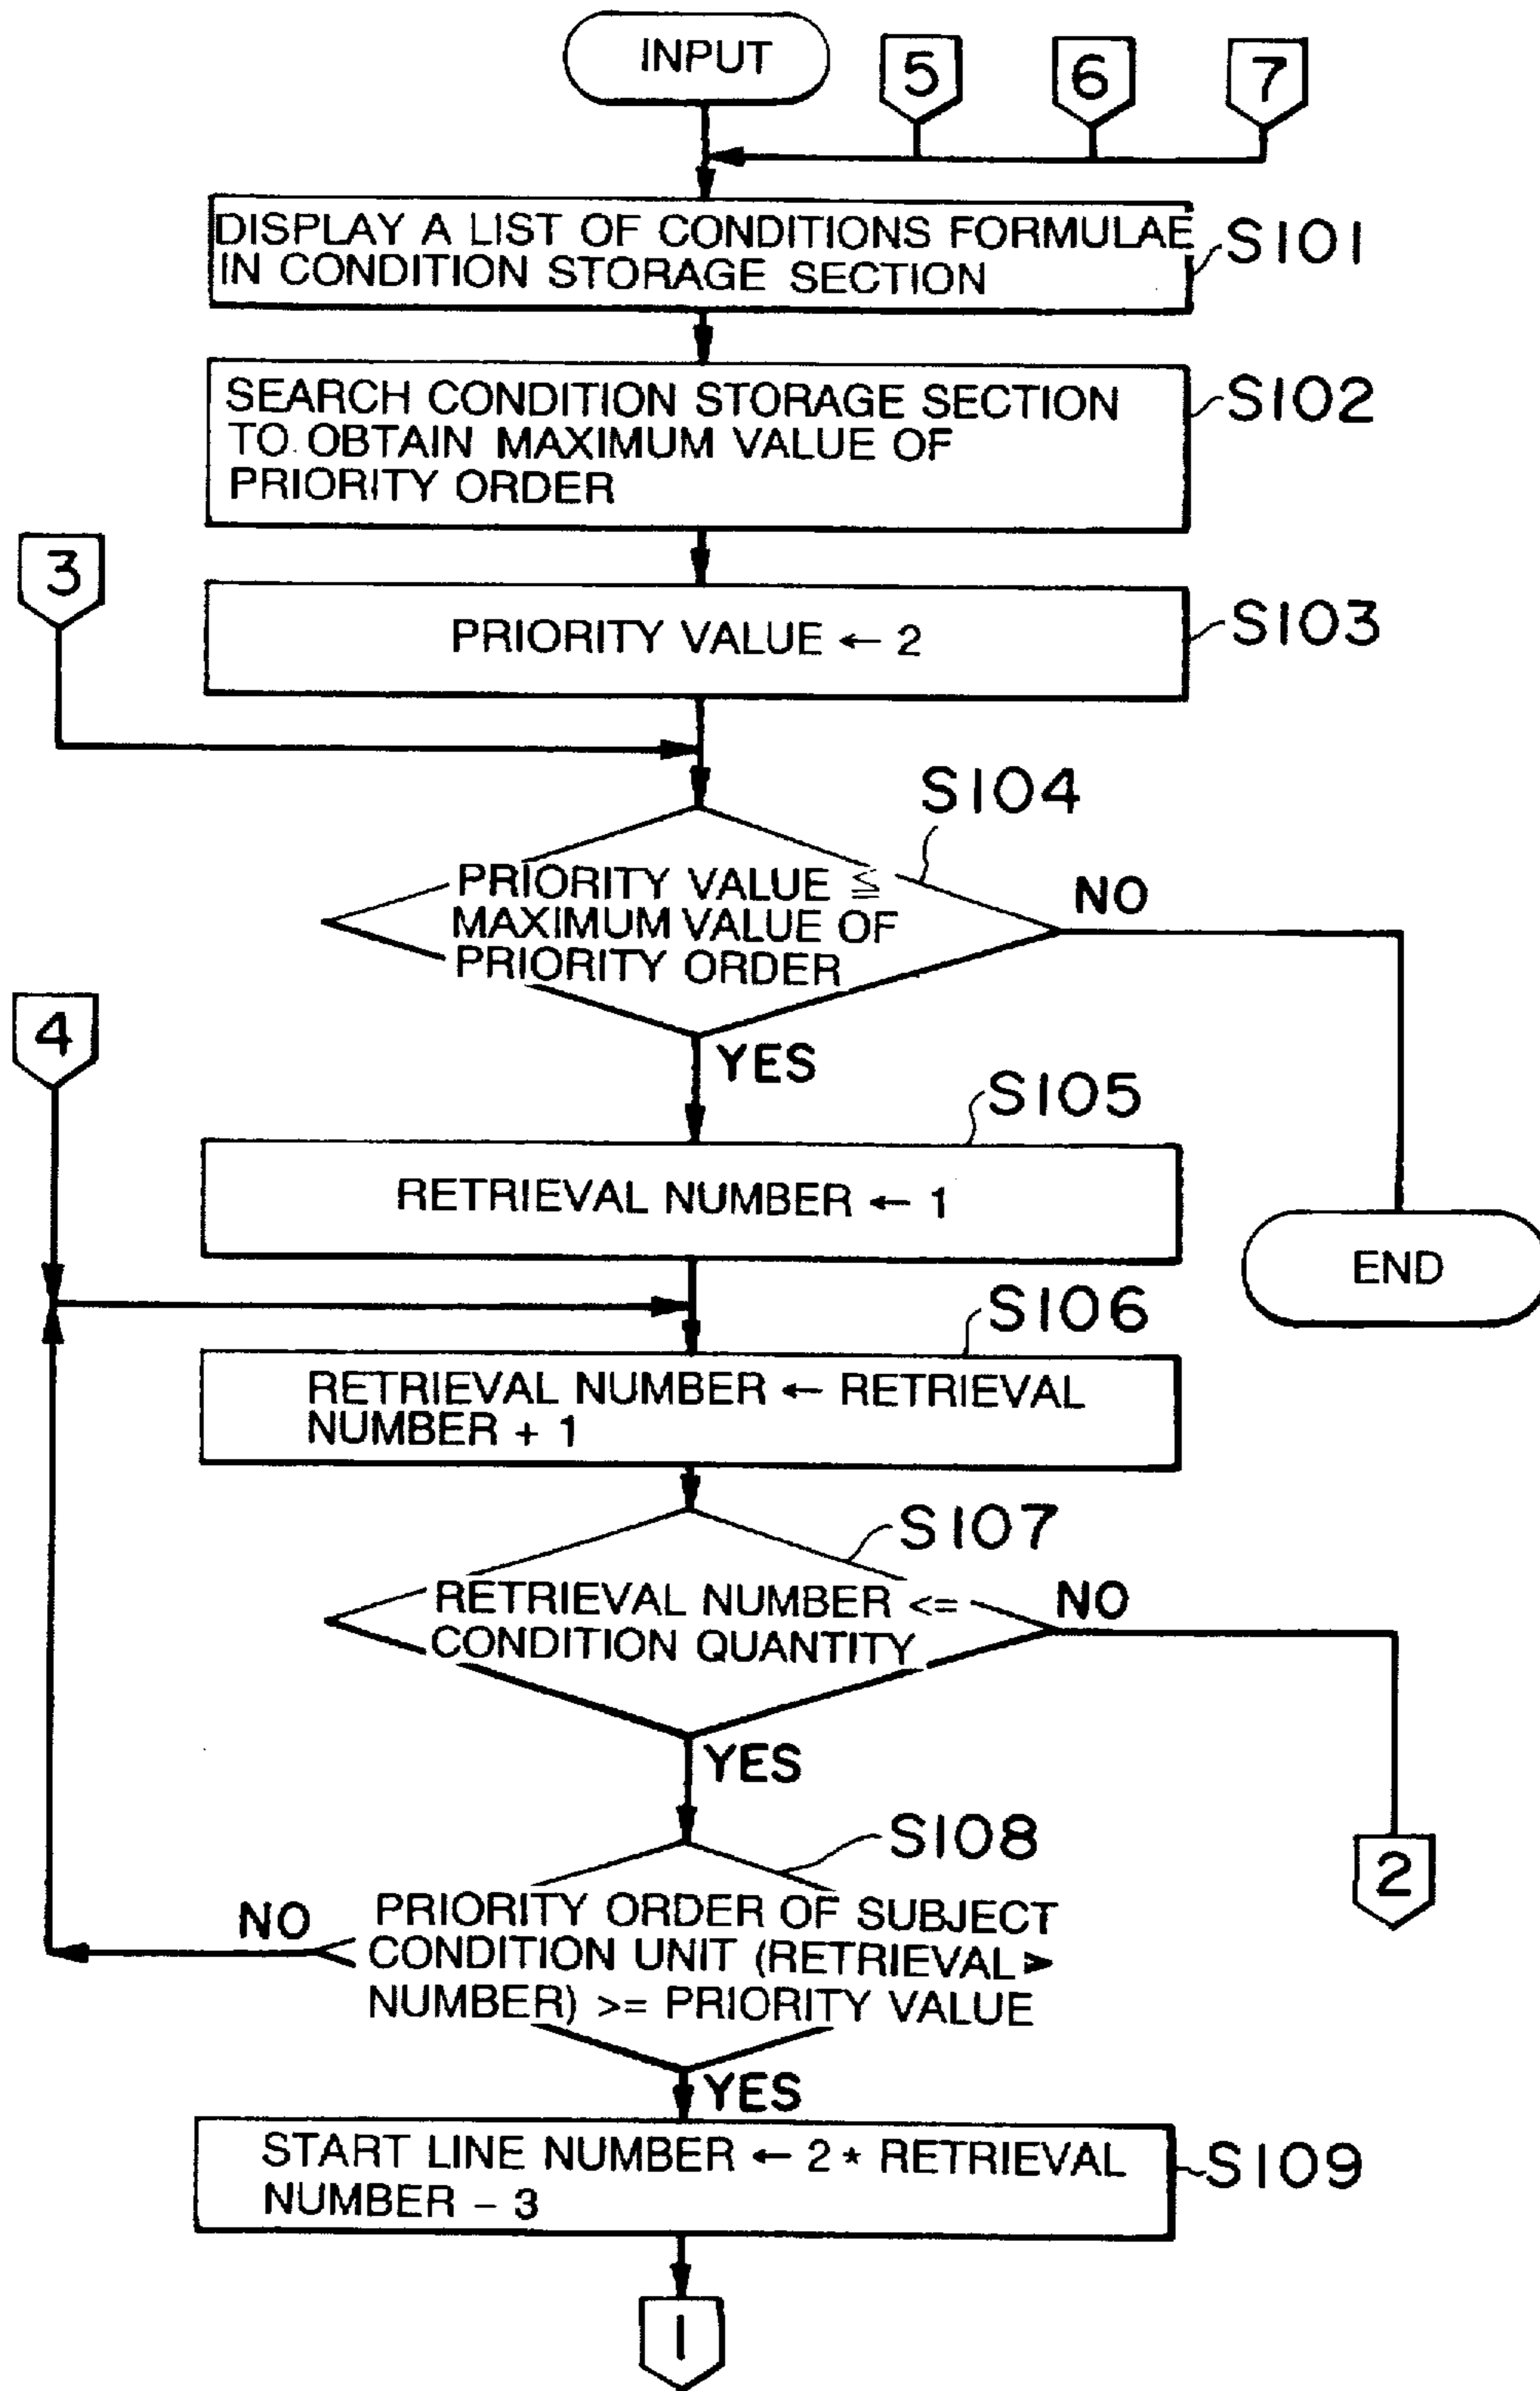 INPUT
5
6
7
DISPLAY A LIST OF CONDITIONS FORMULAE
IN CONDITION STORAGE SECTION
S101
SEARCH CONDITION STORAGE SECTION
TO OBTAIN MAXIMUM VALUE OF
PRIORITY ORDER
S102
3
PRIORITY VALUE ← 2
S103
S104
PRIORITY VALUE ≦
MAXIMUM VALUE OF
PRIORITY ORDER
NO
4
YES
S105
RETRIEVAL NUMBER ← 1
END
S106
RETRIEVAL NUMBER ← RETRIEVAL
NUMBER + 1
S107
RETRIEVAL NUMBER <=
CONDITION QUANTITY
NO
YES
S108
2
NO
PRIORITY ORDER OF SUBJECT
CONDITION UNIT (RETRIEVAL
NUMBER) >= PRIORITY VALUE
YES
START LINE NUMBER ← 2 * RETRIEVAL
NUMBER - 3
S109
1